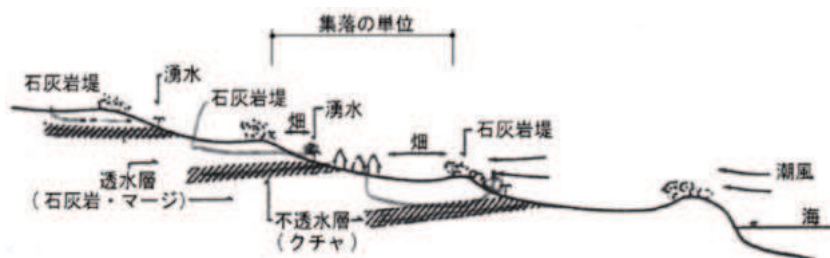 集落の単位
石灰岩堤
湧水
石灰岩堤
畑
湧水
畑
石灰岩堤
潮風
海
透水層
(石灰岩・マージ)
不透水層
(クチャ)